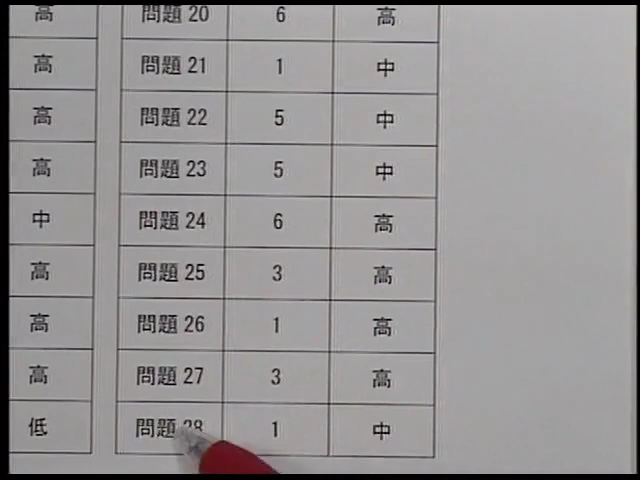 高 問題20 6 高
高 問題21 1 中
高 問題22 5 中
高 問題23 5 中
中 問題24 6 高
高 問題25 3 高
高 問題26 1 高
高 問題27 3 高
低 問題28 1 中